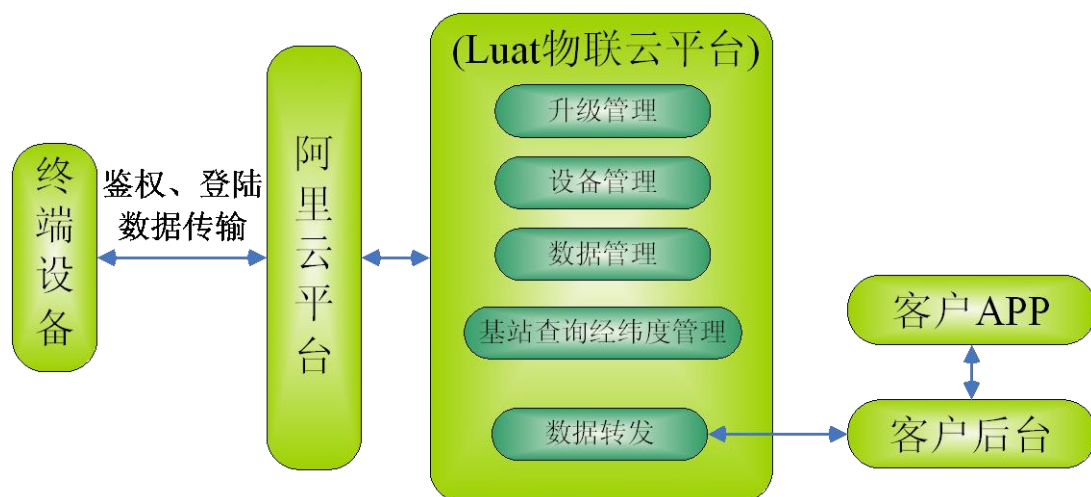 终端设备
鉴权、登陆
数据传输
阿里云平台
(Luat物联云平台)
升级管理
设备管理
数据管理
基站查询经纬度管理
数据转发
客户APP
客户后台